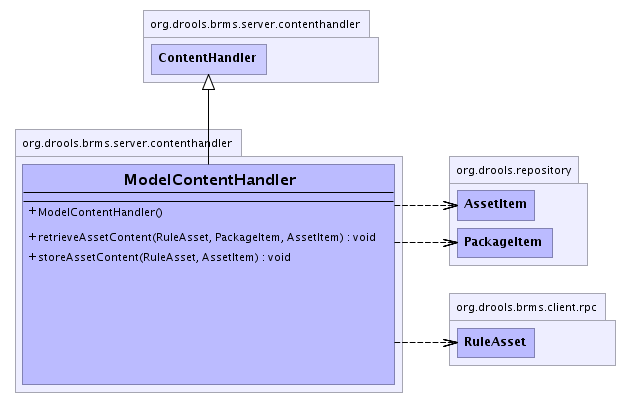 org.drools.brms.server.contenthandler
ContentHandler
org.drools.brms.server.contenthandler
ModelContentHandler
+ ModelContentHandler()
+ retrieveAssetContent(RuleAsset, PackageItem, AssetItem) : void
+ storeAssetContent(RuleAsset, AssetItem) : void
org.drools.repository
AssetItem
PackageItem
org.drools.brms.client.rpc
RuleAsset